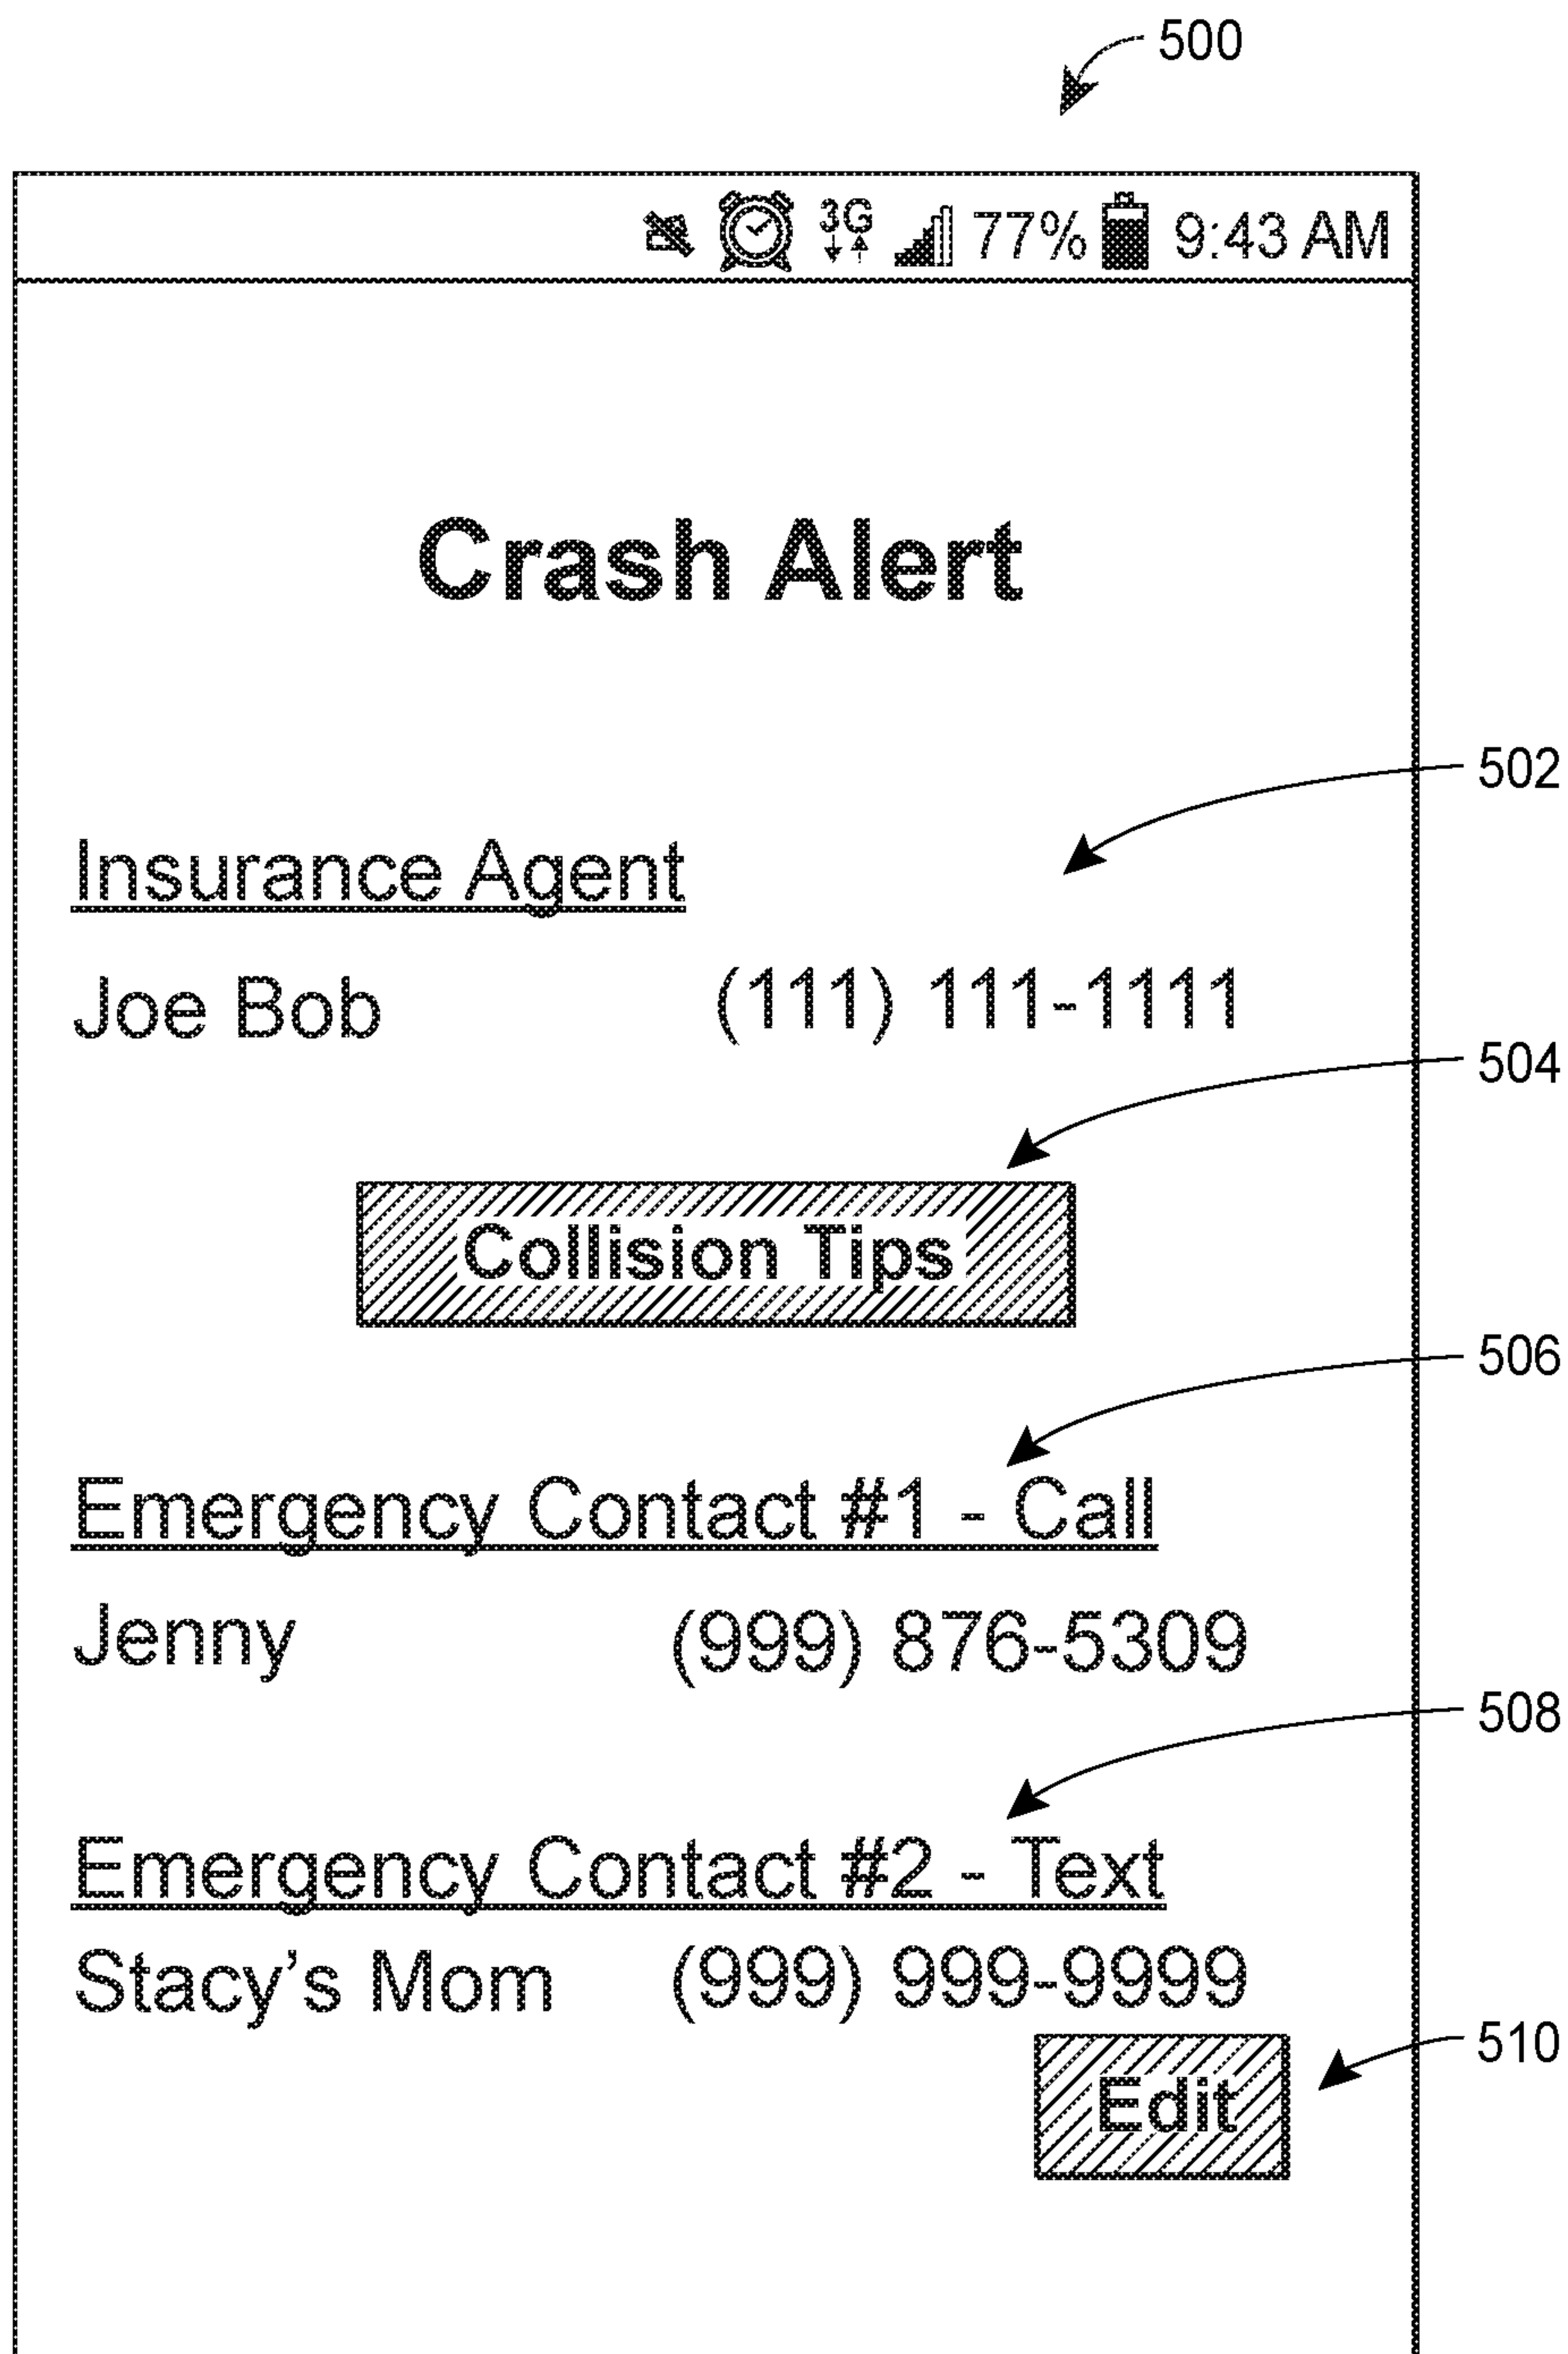 500
3G 77% 9:43 AM
Crash Alert
502
Insurance Agent
Joe Bob (111) 111-1111
504
Collision Tips
506
Emergency Contact #1 - Call
Jenny (999) 876-5309
508
Emergency Contact #2 - Text
Stacy’s Mom (999) 999-9999
510
Edit